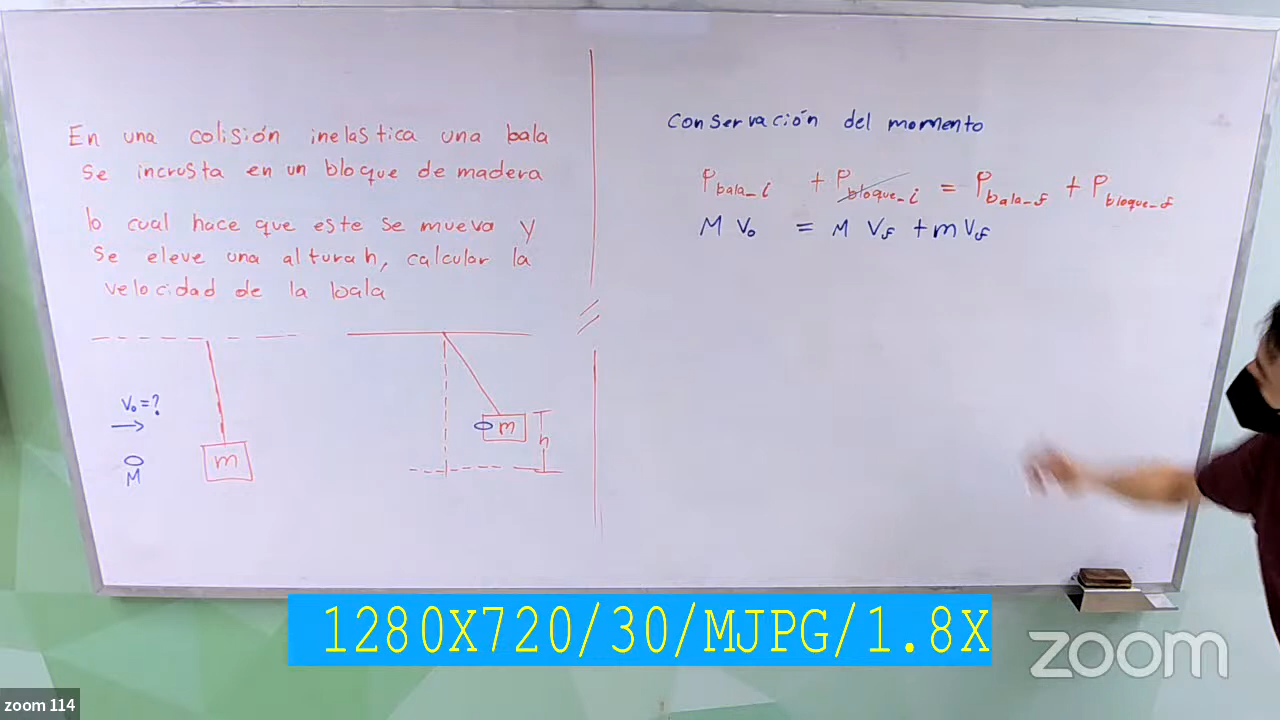 En una colisión inelastica una bala
se incrusta en un bloque de madera
lo cual hace que este se mueva y
se eleve una altura h, calcular la
velocidad de la bala
V₀=?
M
m
m
h
Conservación del momento
P bala_i + P bloque_i = P bala_f + P bloque_f
M V₀ = M Vf + m Vf
1280X720/30/MJPG/1.8X
zoom
zoom 114